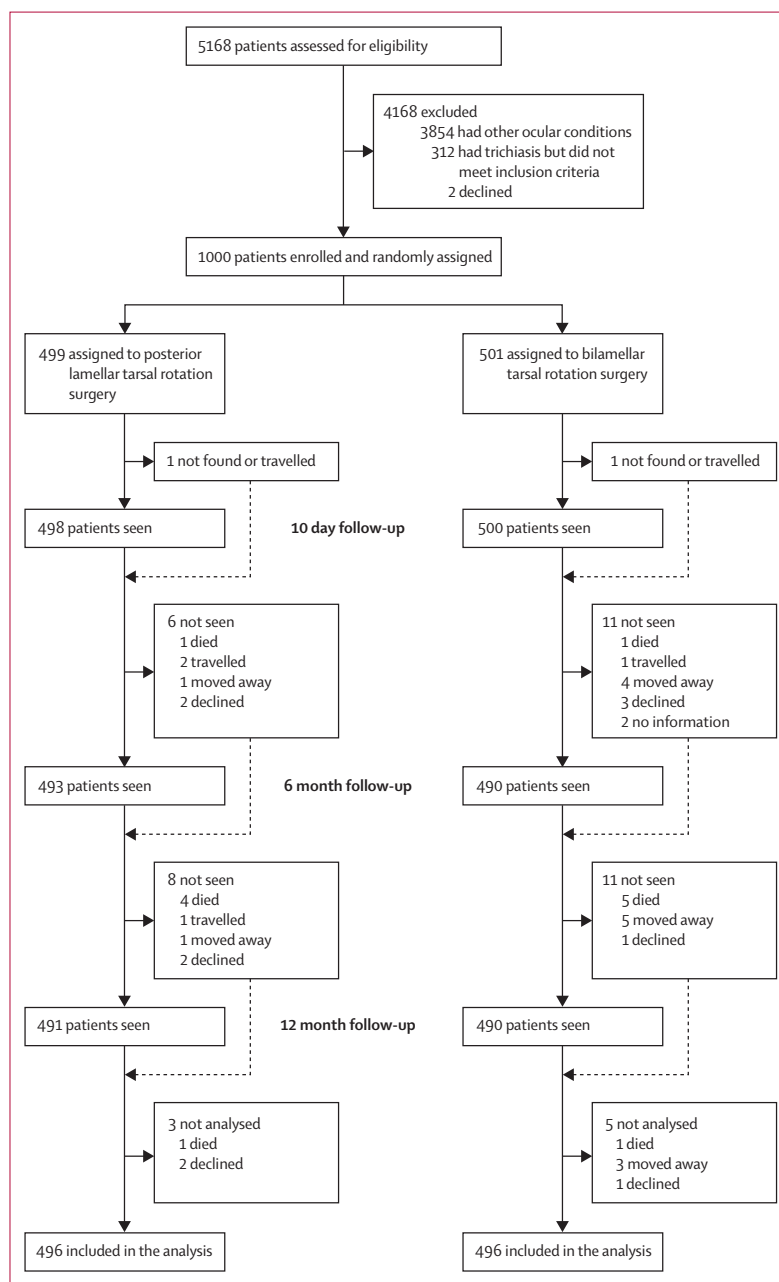 5168 patients assessed for eligibility
4168 excluded
3854 had other ocular conditions
312 had trichiasis but did not
meet inclusion criteria
2 declined
1000 patients enrolled and randomly assigned
499 assigned to posterior
lamellar tarsal rotation
surgery
501 assigned to bilamellar
tarsal rotation surgery
1 not found or travelled
1 not found or travelled
498 patients seen
10 day follow-up
500 patients seen
6 not seen
1 died
2 travelled
1 moved away
2 declined
11 not seen
1 died
1 travelled
4 moved away
3 declined
2 no information
493 patients seen
6 month follow-up
490 patients seen
8 not seen
4 died
1 travelled
1 moved away
2 declined
11 not seen
5 died
5 moved away
1 declined
491 patients seen
12 month follow-up
490 patients seen
3 not analysed
1 died
2 declined
5 not analysed
1 died
3 moved away
1 declined
496 included in the analysis
496 included in the analysis